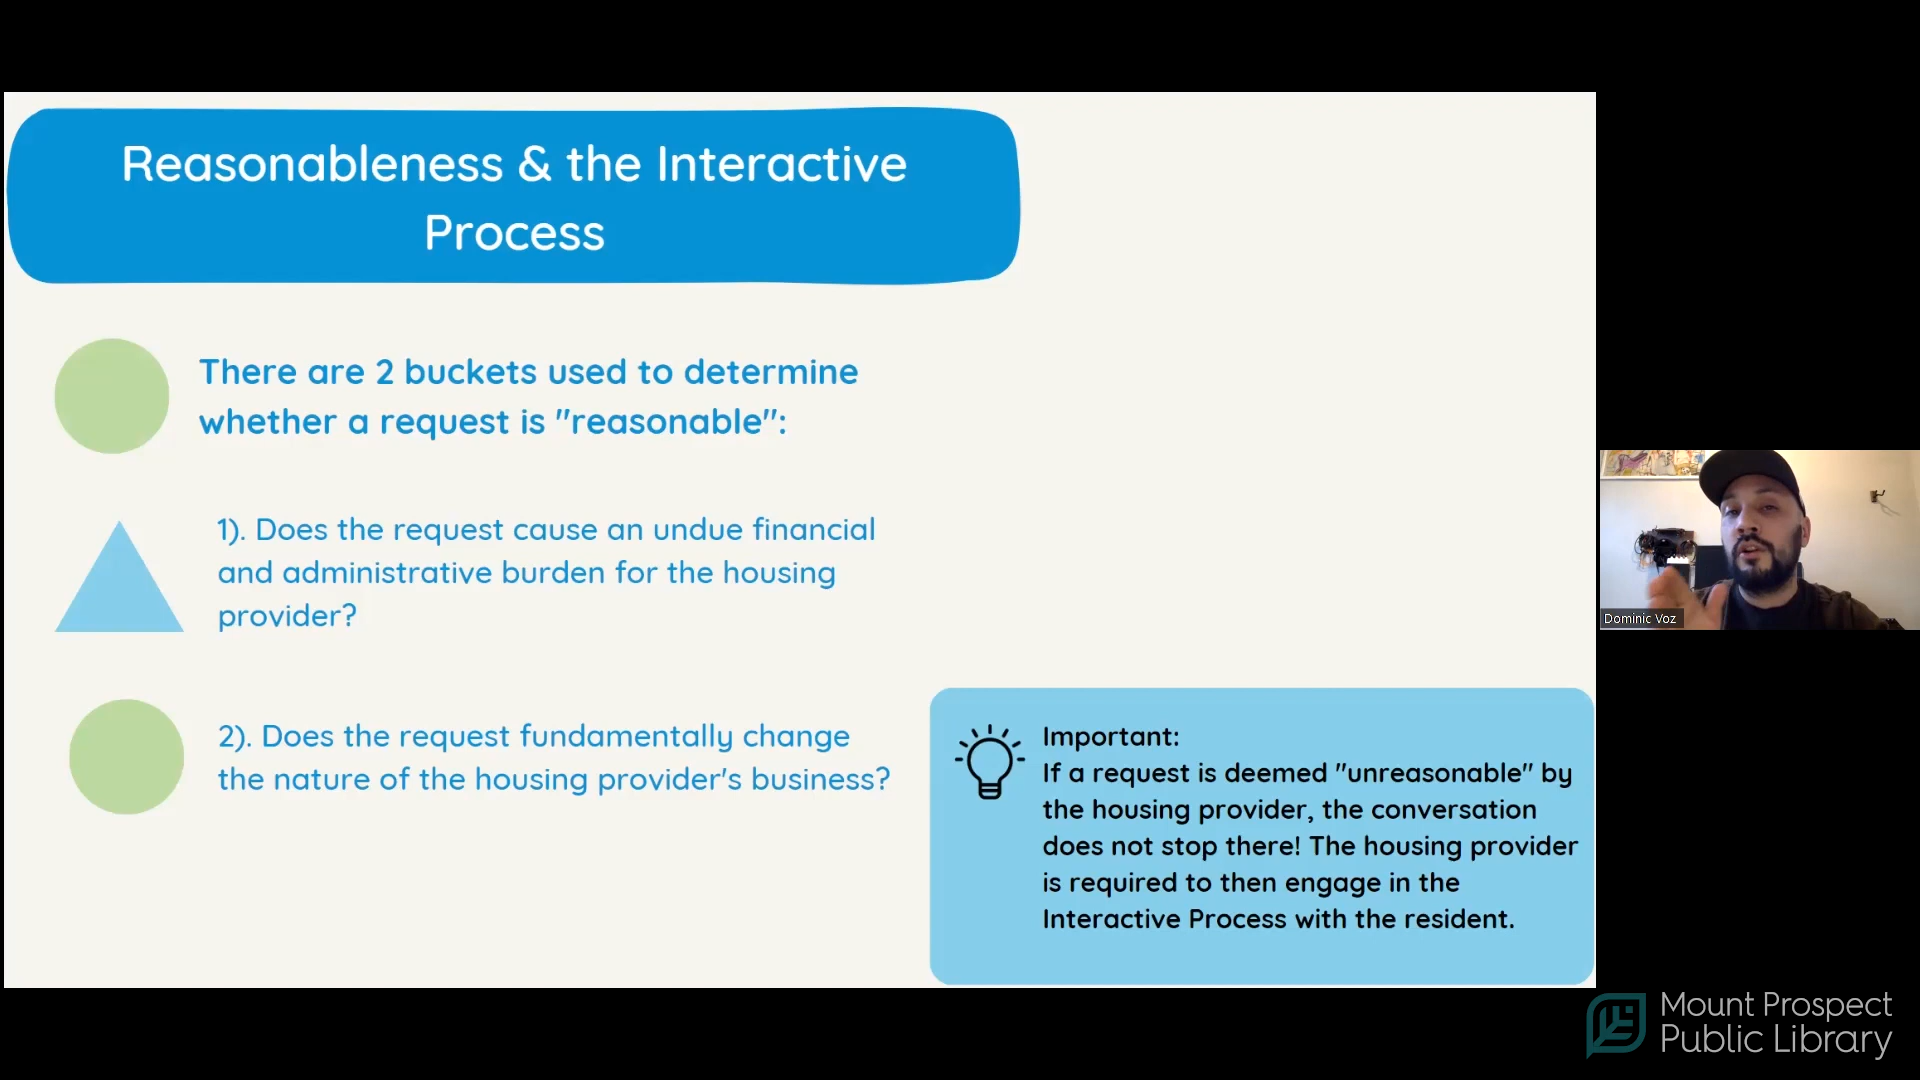 Reasonableness & the Interactive
Process
There are 2 buckets used to determine
whether a request is "reasonable":
1). Does the request cause an undue financial
and administrative burden for the housing
provider?
2). Does the request fundamentally change
the nature of the housing provider's business?
Important:
If a request is deemed "unreasonable" by
the housing provider, the conversation
does not stop there! The housing provider
is required to then engage in the
Interactive Process with the resident.
Dominic Voz
Mount Prospect
Public Library